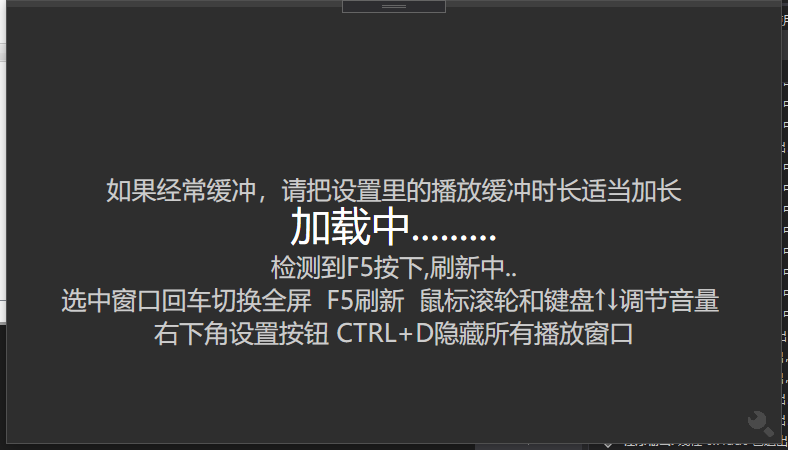 如果经常缓冲，请把设置里的播放缓冲时长适当加长
加载中.........
检测到F5按下,刷新中..
选中窗口回车切换全屏  F5刷新  鼠标滚轮和键盘↑↓调节音量
右下角设置按钮 CTRL+D隐藏所有播放窗口